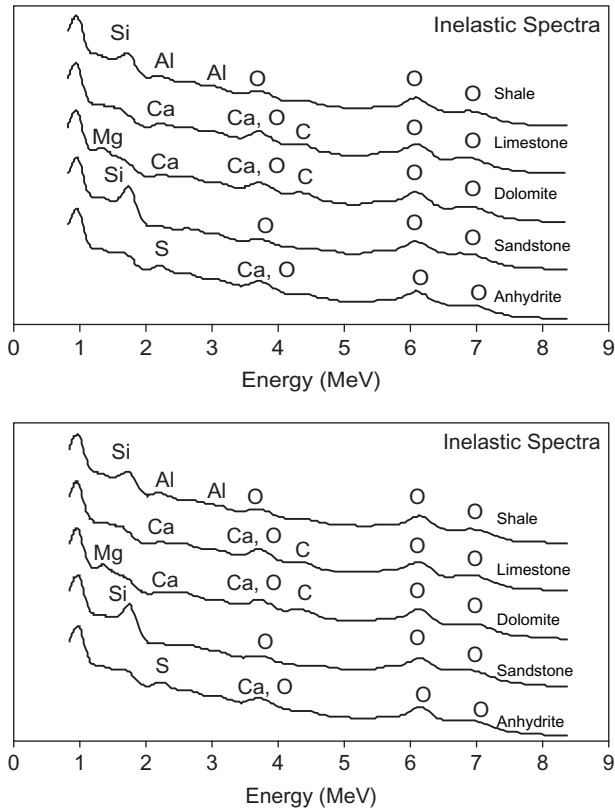 Inelastic Spectra
Si
Al Al O O O Shale
Ca Ca, O C O O Limestone
Mg Ca Ca, O C O O Dolomite
Si O O O Sandstone
S Ca, O O O Anhydrite
0 1 2 3 4 5 6 7 8 9
Energy (MeV)
Inelastic Spectra
Si
Al Al O O O Shale
Ca Ca, O C O O Limestone
Mg Ca Ca, O C O O Dolomite
Si O O O Sandstone
S Ca, O O O Anhydrite
0 1 2 3 4 5 6 7 8 9
Energy (MeV)